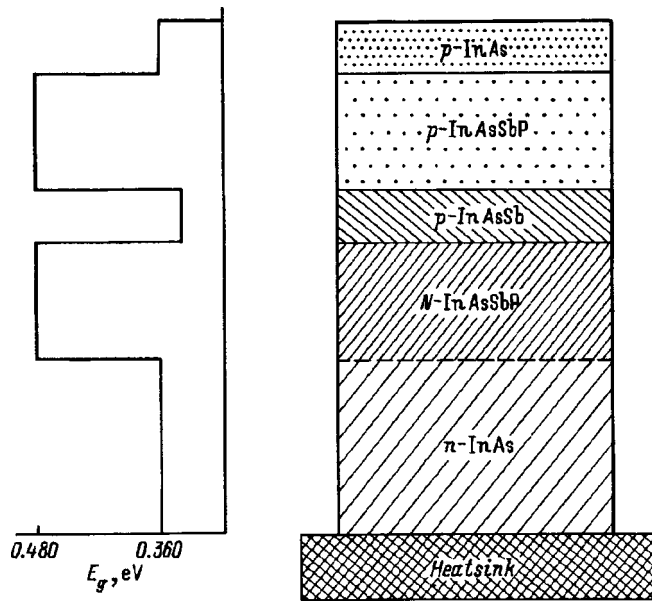 p-InAs
p-InAsSbP
p-InAsSb
N-InAsSbP
n-InAs
0.480 0.360
E_g, eV
Heatsink